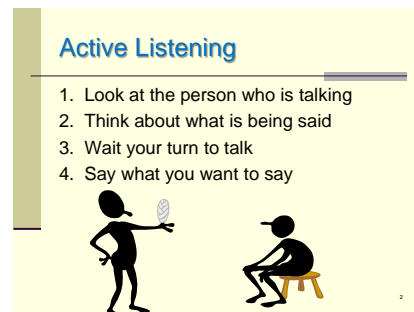 Active Listening
1. Look at the person who is talking
2. Think about what is being said
3. Wait your turn to talk
4. Say what you want to say
2